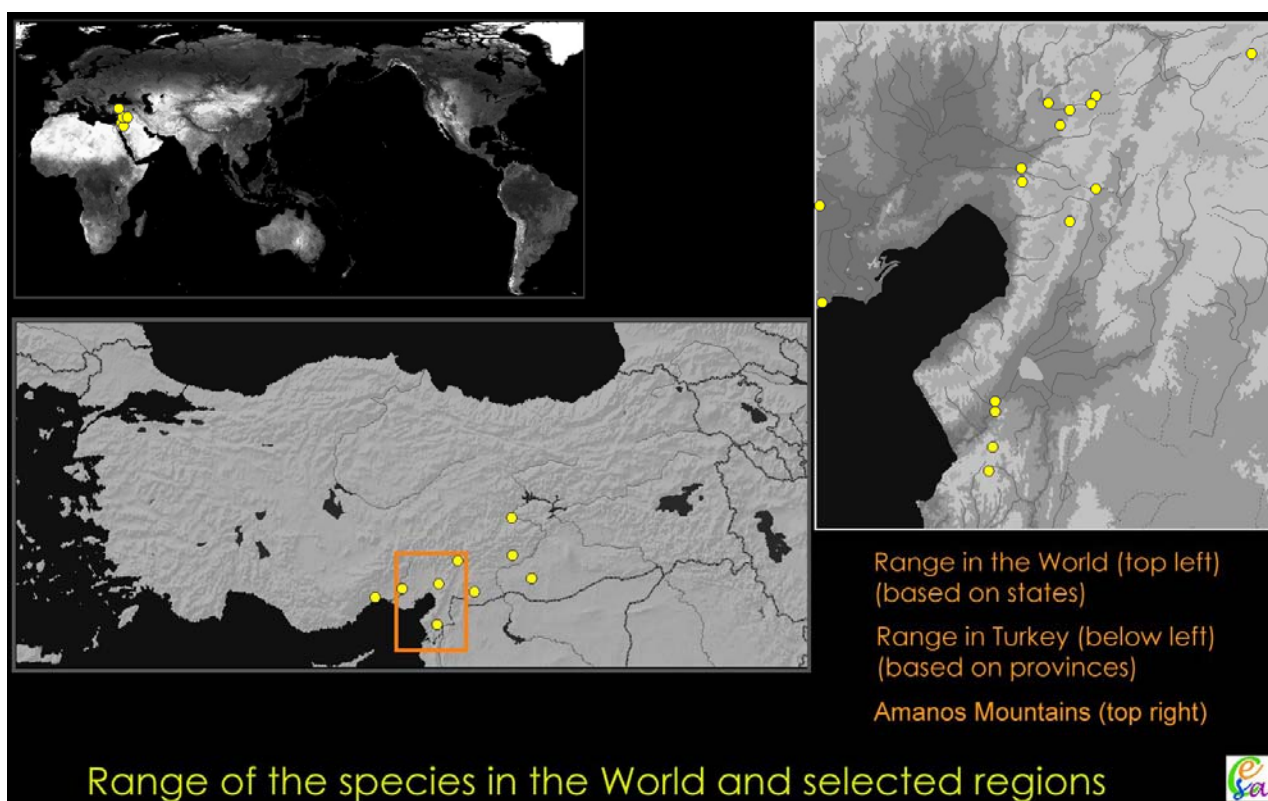 Range in the World (top left)
(based on states)
Range in Turkey (below left)
(based on provinces)
Amanos Mountains (top right)
Range of the species in the World and selected regions
Cesa